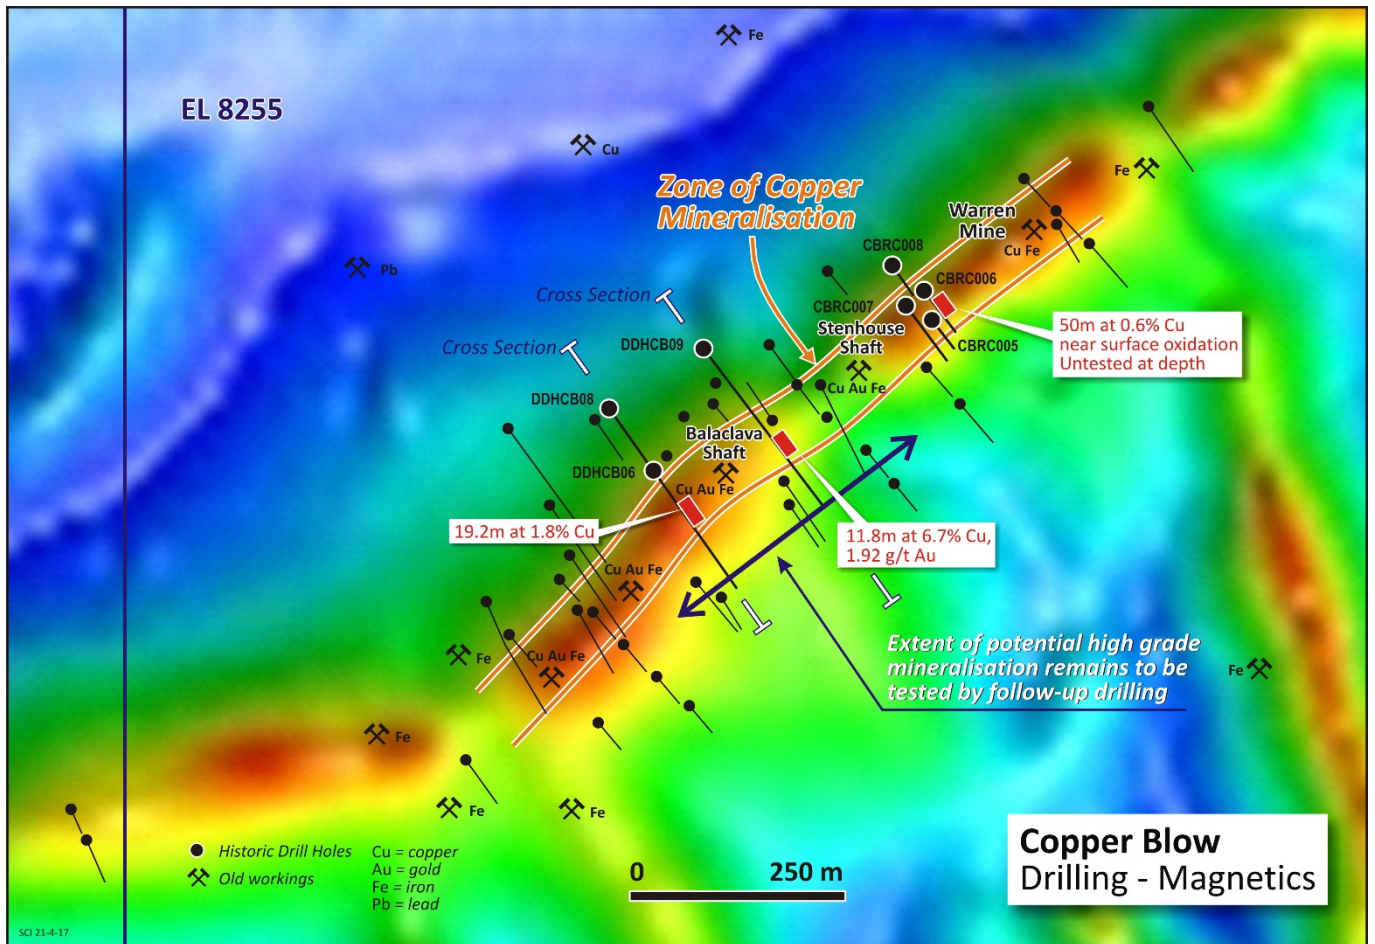 Fe
EL 8255
Cu
Zone of Copper
Mineralisation
Fe
Warren
Mine
Cu Fe
CBRC008
Pb
CBRC006
Cross Section
CBRC007
Stenhouse
Shaft
CBRC005
50m at 0.6% Cu
near surface oxidation
Untested at depth
Cross Section
DDHCB09
Cu Au Fe
DDHCB08
Balaclava
Shaft
DDHCB06
Cu Au Fe
19.2m at 1.8% Cu
11.8m at 6.7% Cu,
1.92 g/t Au
Cu Au Fe
Extent of potential high grade
mineralisation remains to be
tested by follow-up drilling
Fe
Cu Au Fe
Fe
Fe
Fe
Fe
Historic Drill Holes
Old workings
Cu = copper
Au = gold
Fe = iron
Pb = lead
0 250 m
Copper Blow
Drilling - Magnetics
SCI 21-4-17